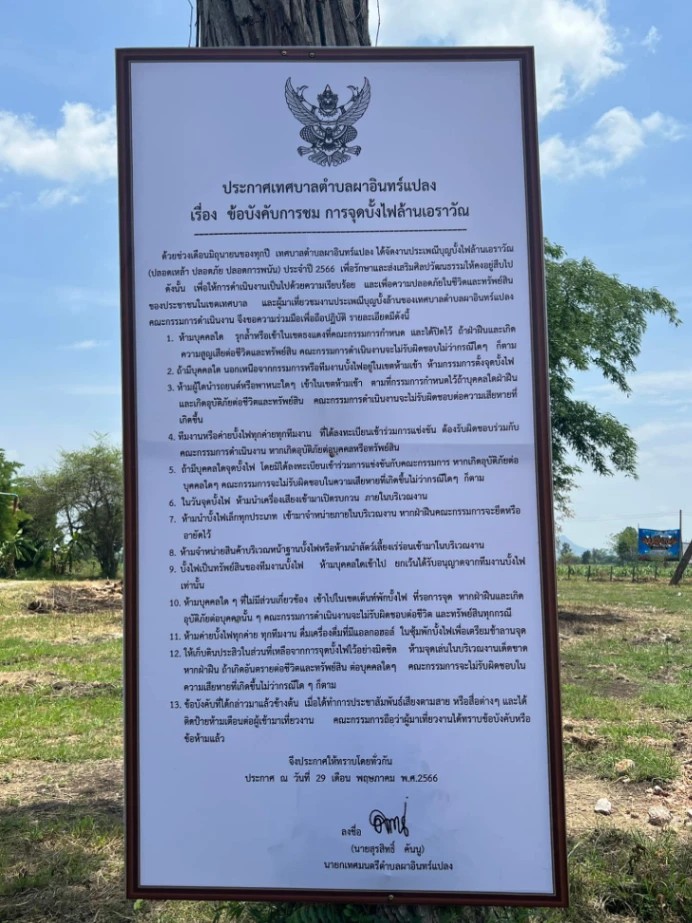 ประกาศเทศบาลตำบลผาอินทร์แปลง
เรื่อง ข้อบังคับการชม การจุดบั้งไฟล้านเอราวัณ
ด้วยช่วงเดือนมิถุนายนของทุกปี เทศบาลตำบลผาอินทร์แปลง ได้จัดงานประเพณีบุญบั้งไฟล้านเอราวัณ
(ปลอดเหล้า ปลอดภัย ปลอดการพนัน) ประจำปี 2566 เพื่อรักษาและส่งเสริมศิลปวัฒนธรรมให้คงอยู่สืบไป
ดังนั้น เพื่อให้การดำเนินงานเป็นไปด้วยความเรียบร้อย และเพื่อความปลอดภัยในชีวิตและทรัพย์สิน
ของประชาชนในเขตเทศบาล และผู้มาเที่ยวชมงานประเพณีบุญบั้งล้านของเทศบาลตำบลผาอินทร์แปลง
คณะกรรมการดำเนินงาน จึงขอความร่วมมือเพื่อถือปฏิบัติ รายละเอียดมีดังนี้
1. ห้ามบุคคลใด รุกล้ำหรือเข้าในเขตธงแดงที่คณะกรรมการกำหนด และได้ปิดไว้ ถ้าฝ่าฝืนและเกิด
ความสูญเสียต่อชีวิตและทรัพย์สิน คณะกรรมการดำเนินงานจะไม่รับผิดชอบไม่ว่ากรณีใดๆ ก็ตาม
2. ถ้ามีบุคคลใด นอกเหนือจากกรรมการหรือทีมงานบั้งไฟอยู่ในเขตห้ามเข้า ห้ามกรรมการตั้งจุดบั้งไฟ
3. ห้ามผู้ใดนำรถยนต์หรือพาหนะใดๆ เข้าในเขตห้ามเข้า ตามที่กรรมการกำหนดไว้ถ้าบุคคลใดฝ่าฝืน
และเกิดอุบัติภัยต่อชีวิตและทรัพย์สิน คณะกรรมการดำเนินงานจะไม่รับผิดชอบต่อความเสียหายที่
เกิดขึ้น
4. ทีมงานหรือค่ายบั้งไฟทุกค่ายทุกทีมงาน ที่ได้ลงทะเบียนเข้าร่วมการแข่งขัน ต้องรับผิดชอบร่วมกับ
คณะกรรมการดำเนินงาน หากเกิดอุบัติภัยต่อบุคคลหรือทรัพย์สิน
5. ถ้ามีบุคคลใดจุดบั้งไฟ โดยมิได้ลงทะเบียนเข้าร่วมการแข่งขันกับคณะกรรมการ หากเกิดอุบัติภัยต่อ
บุคคลใดๆ คณะกรรมการจะไม่รับผิดชอบในความเสียหายที่เกิดขึ้นไม่ว่ากรณีใดๆ ก็ตาม
6. ในวันจุดบั้งไฟ ห้ามนำเครื่องเสียงเข้ามาเปิดรบกวน ภายในบริเวณงาน
7. ห้ามนำบั้งไฟเล็กทุกประเภท เข้ามาจำหน่ายภายในบริเวณงาน หากฝ่าฝืนคณะกรรมการจะยึดหรือ
อายัดไว้
8. ห้ามจำหน่ายสินค้าบริเวณหน้าฐานบั้งไฟหรือห้ามนำสัตว์เลี้ยงเร่ร่อนเข้ามาในบริเวณงาน
9. บั้งไฟเป็นทรัพย์สินของทีมงานบั้งไฟ ห้ามบุคคลใดเข้าไป ยกเว้นได้รับอนุญาตจากทีมงานบั้งไฟ
เท่านั้น
10. ห้ามบุคคลใด ๆ ที่ไม่มีส่วนเกี่ยวข้อง เข้าไปในเขตเต็นท์พักบั้งไฟ ที่รอการจุด หากฝ่าฝืนและเกิด
อุบัติภัยต่อบุคคลนั้น ๆ คณะกรรมการดำเนินงานจะไม่รับผิดชอบต่อชีวิต และทรัพย์สินทุกกรณี
11. ห้ามค่ายบั้งไฟทุกค่าย ทุกทีมงาน ดื่มเครื่องดื่มที่มีแอลกอฮอล์ ในซุ้มพักบั้งไฟเพื่อเตรียมเข้าลานจุด
12. ให้เก็บดินประสิวในส่วนที่เหลือจากการจุดบั้งไฟไว้อย่างมิดชิด ห้ามจุดเล่นในบริเวณงานเด็ดขาด
หากฝ่าฝืน ถ้าเกิดอันตรายต่อชีวิตและทรัพย์สิน ต่อบุคคลใดๆ คณะกรรมการจะไม่รับผิดชอบใน
ความเสียหายที่เกิดขึ้นไม่ว่ากรณีใด ๆ ก็ตาม
13. ข้อบังคับที่ได้กล่าวมาแล้วข้างต้น เมื่อได้ทำการประชาสัมพันธ์เสียงตามสาย หรือสื่อต่างๆ และได้
ติดป้ายห้ามเตือนต่อผู้เข้ามาเที่ยวงาน คณะกรรมการถือว่าผู้มาเที่ยวงานได้ทราบข้อบังคับหรือ
ข้อห้ามแล้ว
จึงประกาศให้ทราบโดยทั่วกัน
ประกาศ ณ วันที่ 29 เดือน พฤษภาคม พ.ศ.2566
ลงชื่อ
(นายสุรสิทธิ์ คันนู)
นายกเทศมนตรีตำบลผาอินทร์แปลง